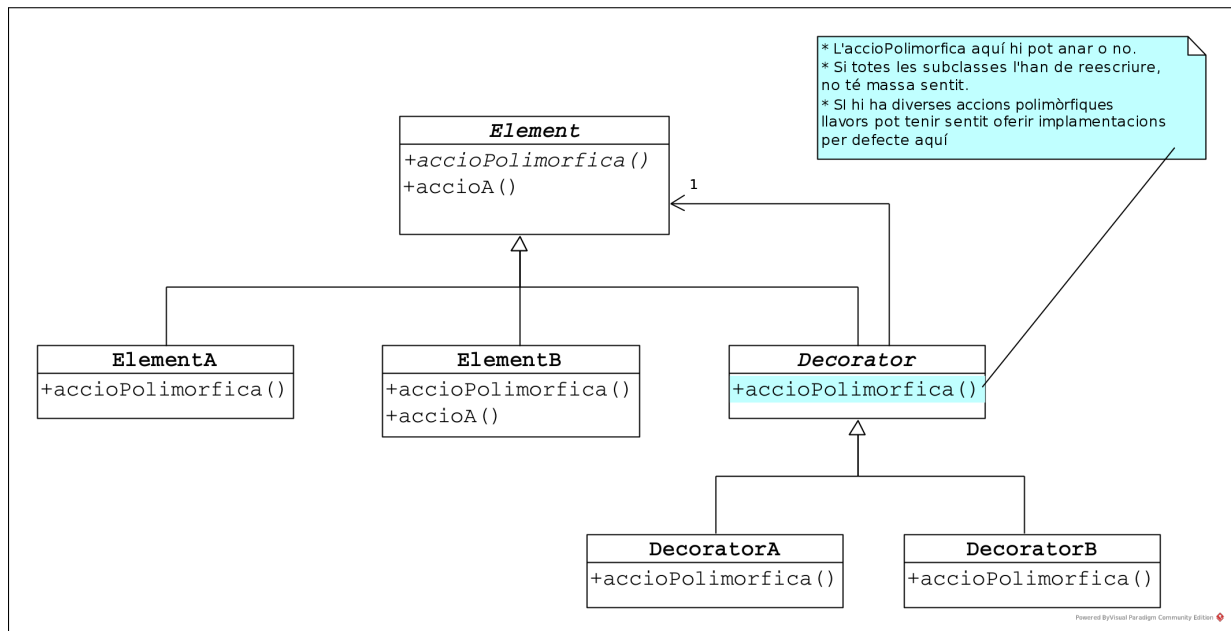 * L'accioPolimorfica aquí hi pot anar o no.
* Si totes les subclasses l'han de reescriure,
no té massa sentit.
* SI hi ha diverses accions polimòrfiques
llavors pot tenir sentit oferir implamentacions
per defecte aquí
Element
+accioPolimorfica()
+accioA()
1
ElementA
+accioPolimorfica()
ElementB
+accioPolimorfica()
+accioA()
Decorator
+accioPolimorfica()
DecoratorA
+accioPolimorfica()
DecoratorB
+accioPolimorfica()
Powered ByVisual Paradigm Community Edition